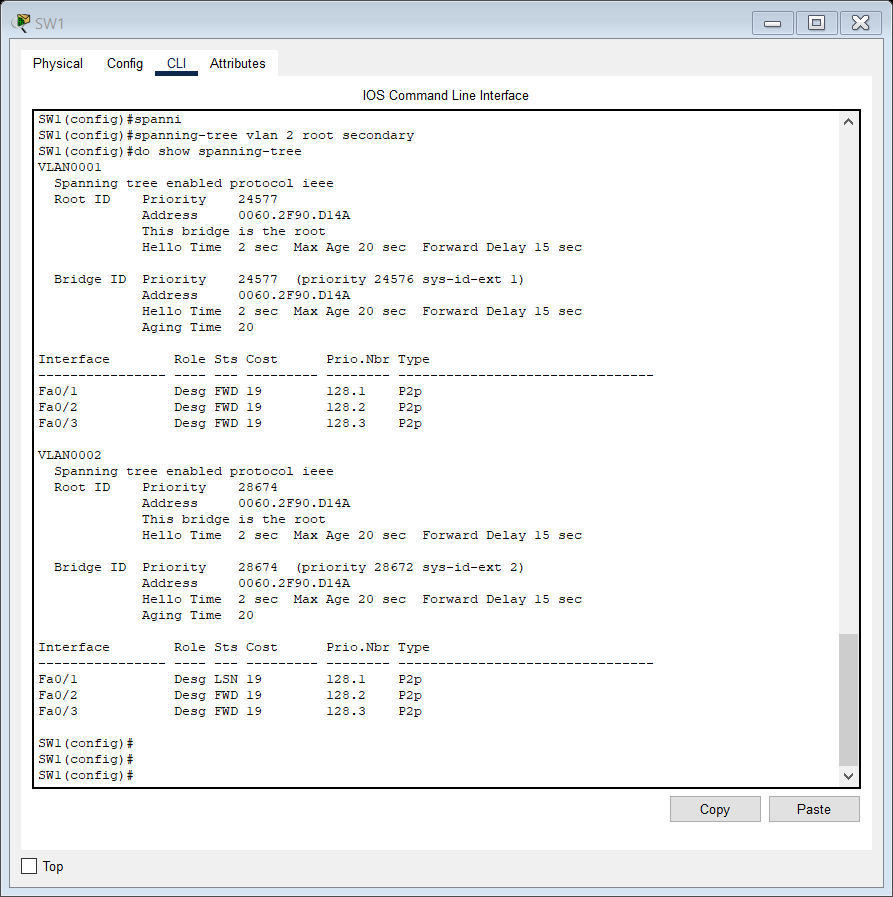 SW1
Physical Config CLI Attributes
IOS Command Line Interface
SW1(config)#spanni
SW1(config)#spanning-tree vlan 2 root secondary
SW1(config)#do show spanning-tree
VLAN0001
  Spanning tree enabled protocol ieee
  Root ID    Priority    24577
             Address     0060.2F90.D14A
             This bridge is the root
             Hello Time  2 sec  Max Age 20 sec  Forward Delay 15 sec

  Bridge ID  Priority    24577  (priority 24576 sys-id-ext 1)
             Address     0060.2F90.D14A
             Hello Time  2 sec  Max Age 20 sec  Forward Delay 15 sec
             Aging Time  20

Interface        Role Sts Cost      Prio.Nbr Type
---------------- ---- --- --------- -------- --------------------------------
Fa0/1            Desg FWD 19        128.1    P2p
Fa0/2            Desg FWD 19        128.2    P2p
Fa0/3            Desg FWD 19        128.3    P2p

VLAN0002
  Spanning tree enabled protocol ieee
  Root ID    Priority    28674
             Address     0060.2F90.D14A
             This bridge is the root
             Hello Time  2 sec  Max Age 20 sec  Forward Delay 15 sec

  Bridge ID  Priority    28674  (priority 28672 sys-id-ext 2)
             Address     0060.2F90.D14A
             Hello Time  2 sec  Max Age 20 sec  Forward Delay 15 sec
             Aging Time  20

Interface        Role Sts Cost      Prio.Nbr Type
---------------- ---- --- --------- -------- --------------------------------
Fa0/1            Desg LSN 19        128.1    P2p
Fa0/2            Desg FWD 19        128.2    P2p
Fa0/3            Desg FWD 19        128.3    P2p

SW1(config)#
SW1(config)#
SW1(config)#
Copy Paste
Top